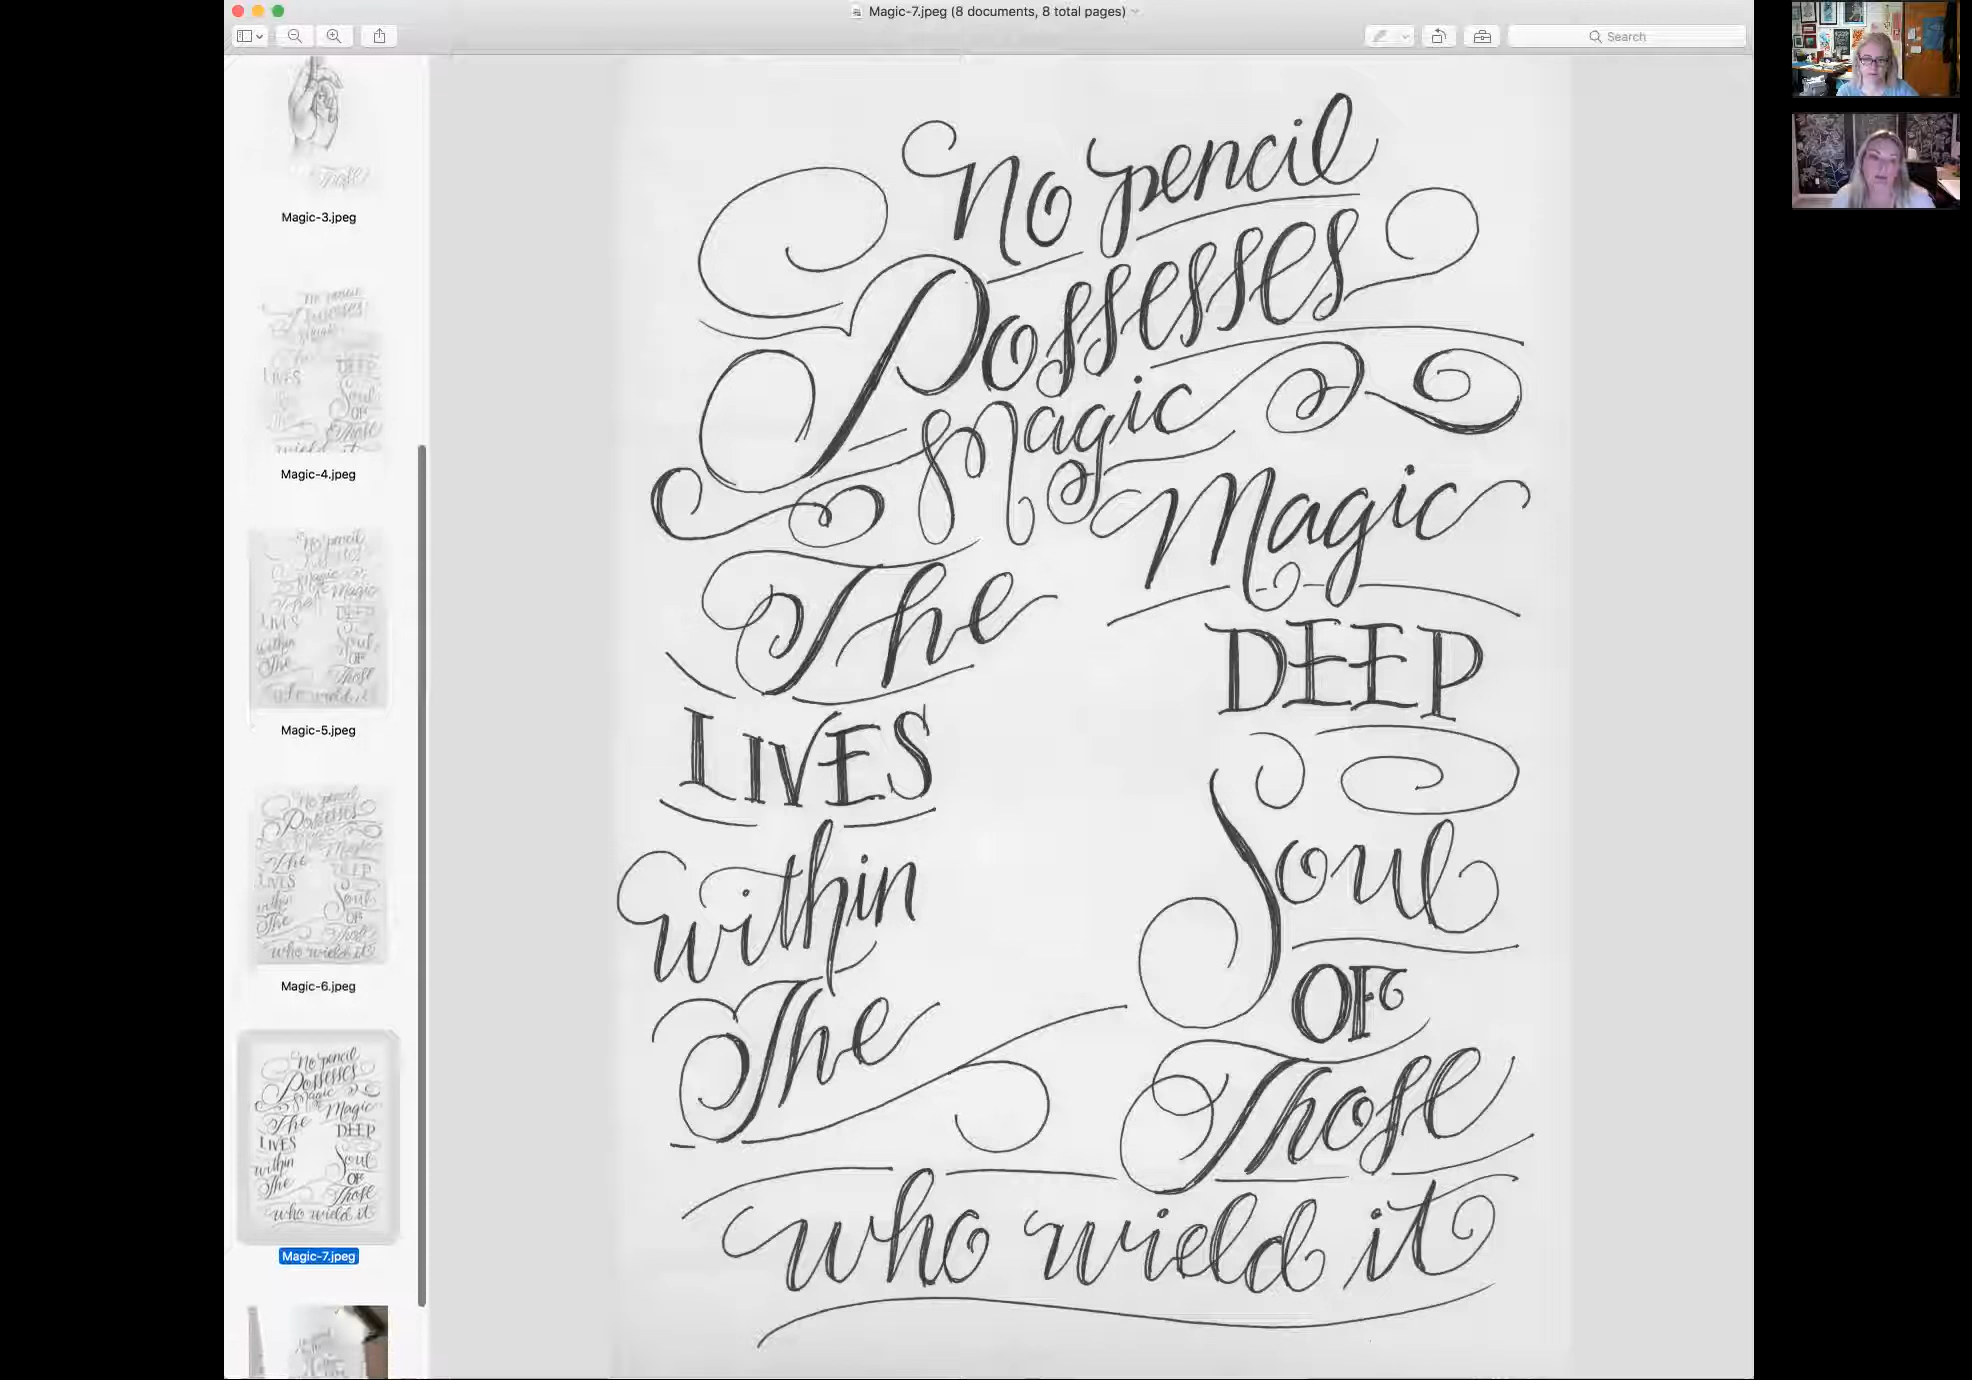 Magic-7.jpeg (8 documents, 8 total pages)
Search
Magic-3.jpeg
Magic-4.jpeg
Magic-5.jpeg
Magic-6.jpeg
Magic-7.jpeg
No pencil
Possesses
Magic
The Magic
LIVES DEEP
within Soul
The OF
Those
who wield it